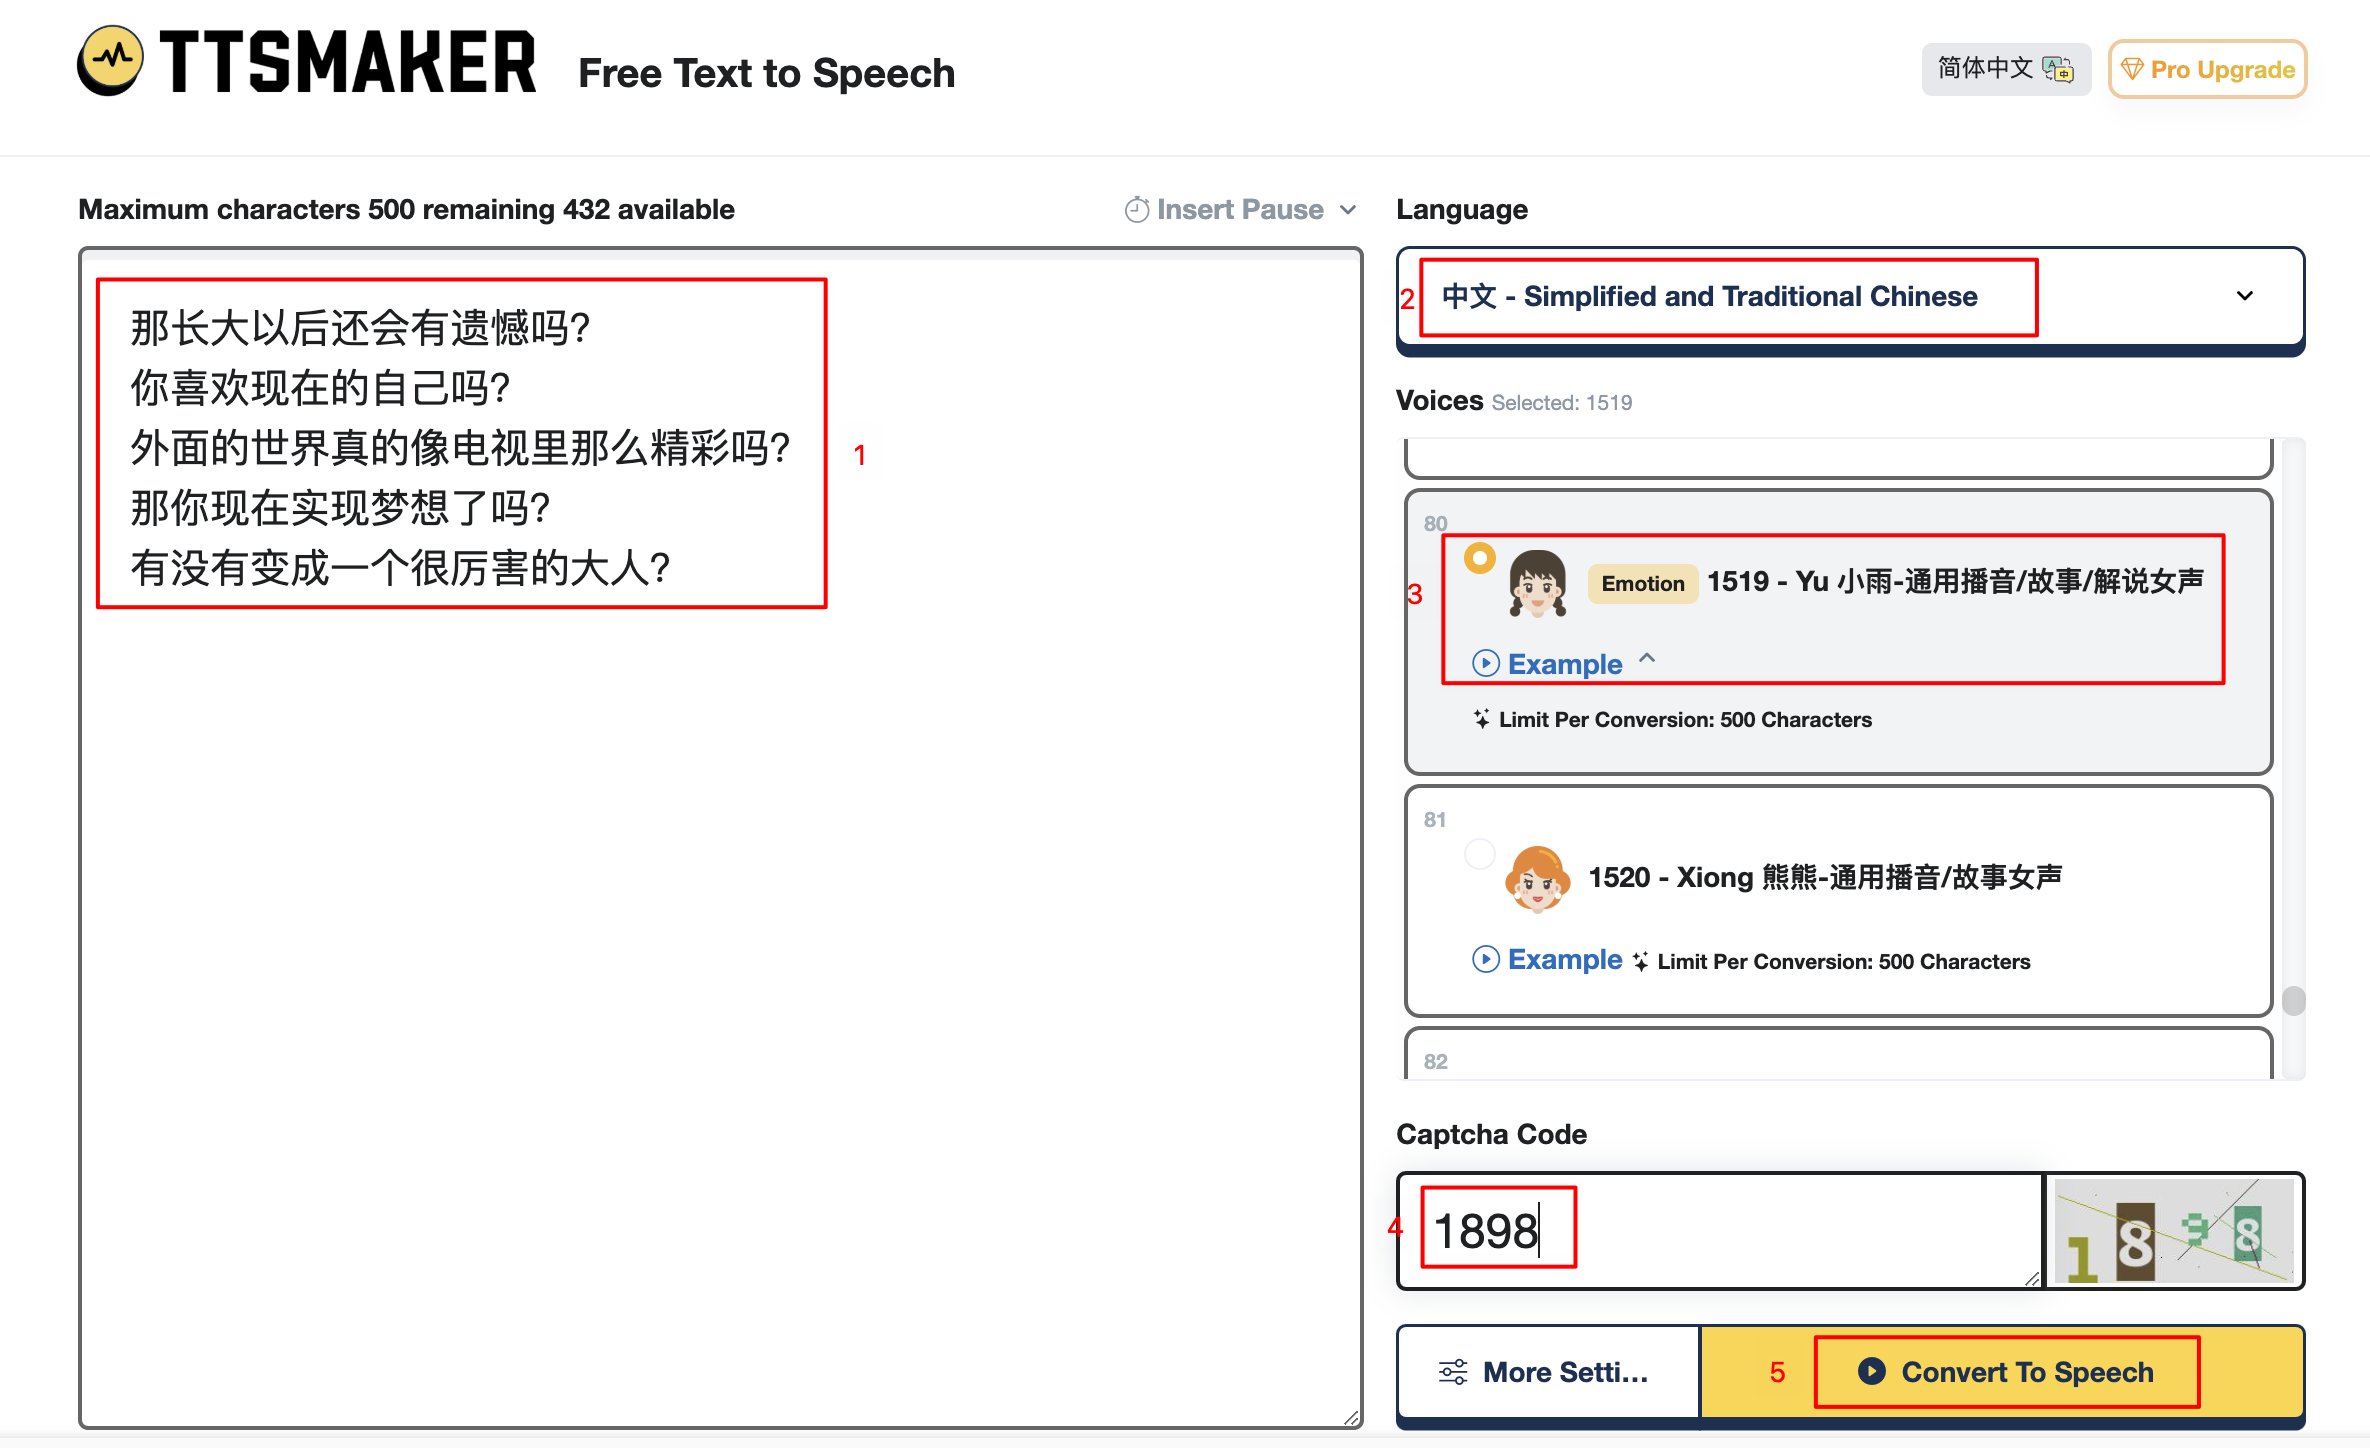 TTSMAKER
Free Text to Speech
简体中文
Pro Upgrade
Maximum characters 500 remaining 432 available
Insert Pause
那长大以后还会有遗憾吗?
你喜欢现在的自己吗?
外面的世界真的像电视里那么精彩吗?
那你现在实现梦想了吗?
有没有变成一个很厉害的大人?
1
Language
2
中文 - Simplified and Traditional Chinese
Voices Selected: 1519
80
3
Emotion 1519 - Yu 小雨-通用播音/故事/解说女声
Example
Limit Per Conversion: 500 Characters
81
1520 - Xiong 熊熊-通用播音/故事女声
Example Limit Per Conversion: 500 Characters
82
Captcha Code
4
1898
1898
More Setti...
5
Convert To Speech